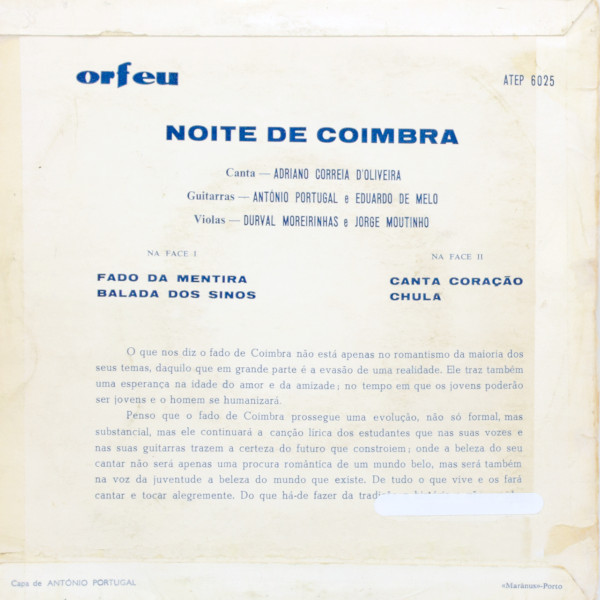 orfeu
ATEP 6025
NOITE DE COIMBRA
Canta — ADRIANO CORREIA D'OLIVEIRA
Guitarras — ANTÓNIO PORTUGAL e EDUARDO DE MELO
Violas — DURVAL MOREIRINHAS e JORGE MOUTINHO
NA FACE I
FADO DA MENTIRA
BALADA DOS SINOS
NA FACE II
CANTA CORAÇÃO
CHULA
O que nos diz o fado de Coimbra não está apenas no romantismo da maioria dos
seus temas, daquilo que em grande parte é a evasão de uma realidade. Ele traz também
uma esperança na idade do amor e da amizade; no tempo em que os jovens poderão
ser jovens e o homem se humanizará.
Penso que o fado de Coimbra prossegue uma evolução, não só formal, mas
substancial, mas ele continuará a canção lírica dos estudantes que nas suas vozes e
nas suas guitarras trazem a certeza do futuro que constroiem; onde a beleza do seu
cantar não será apenas uma procura romântica de um mundo belo, mas será também
na voz da juventude a beleza do mundo que existe. De tudo o que vive e os fará
cantar e tocar alegremente. Do que há-de fazer da
Capa de ANTÓNIO PORTUGAL
«Marânus»-Porto